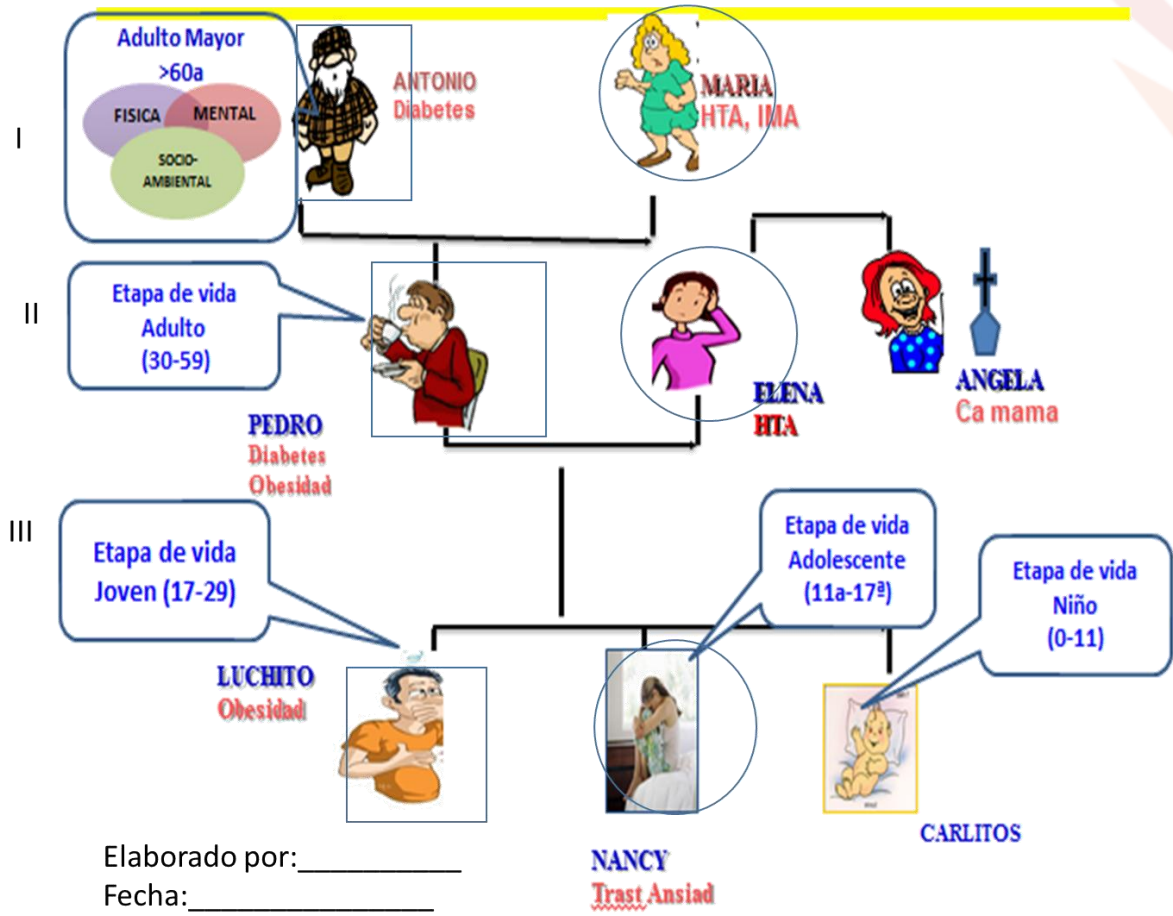 Adulto Mayor
>60a
FISICA
MENTAL
SOCIO-
AMBIENTAL
ANTONIO
Diabetes
MARIA
HTA, IMA
I
II
Etapa de vida
Adulto
(30-59)
PEDRO
Diabetes
Obesidad
ELENA
HTA
ANGELA
Ca mama
III
Etapa de vida
Joven (17-29)
Etapa de vida
Adolescente
(11a-17ª)
Etapa de vida
Niño
(0-11)
LUCHITO
Obesidad
NANCY
Trast Ansiad
CARLITOS
Elaborado por:___________
Fecha:________________